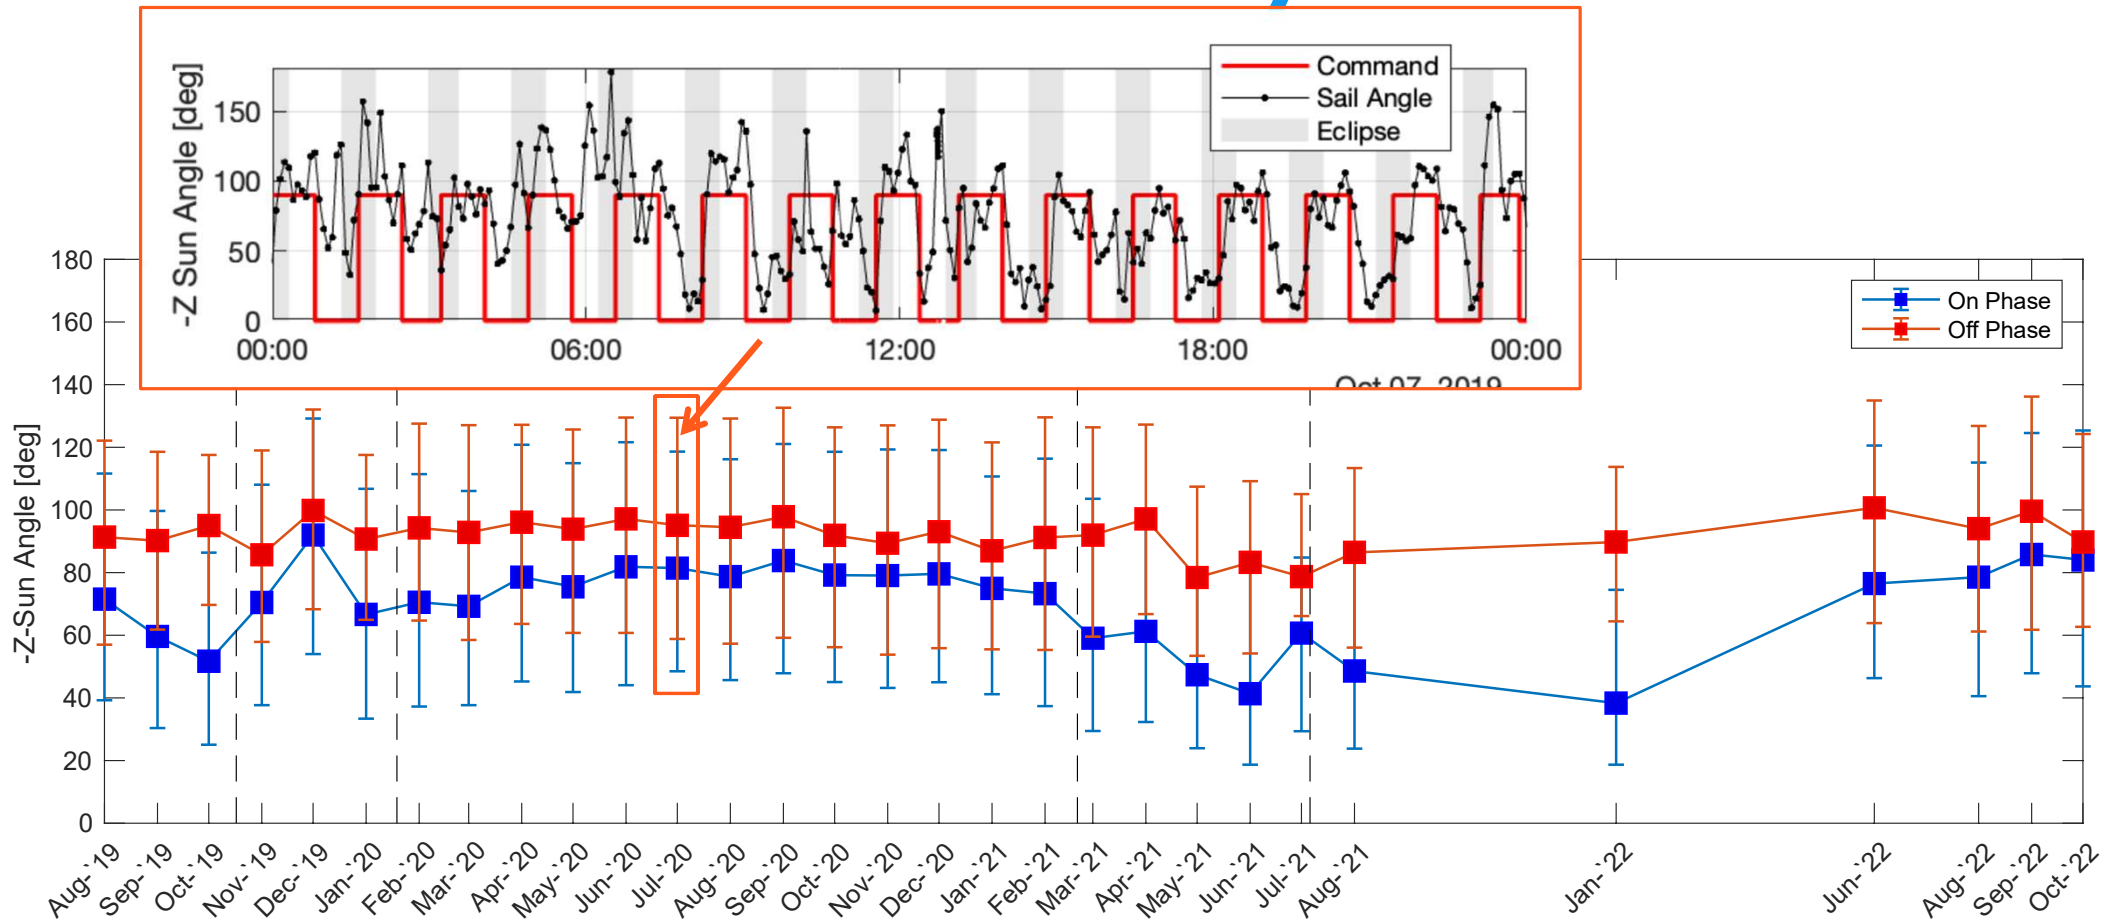 -Z Sun Angle [deg]
150
100
50
0
Command
Sail Angle
Eclipse
00:00
06:00
12:00
18:00
00:00
Oct 07, 2019
-Z-Sun Angle [deg]
180
160
140
120
100
80
60
40
20
0
On Phase
Off Phase
Aug-`19
Sep-`19
Oct-`19
Nov-`19
Dec-`19
Jan-`20
Feb-`20
Mar-`20
Apr-`20
May-`20
Jun-`20
Jul-`20
Aug-`20
Sep-`20
Oct-`20
Nov-`20
Dec-`20
Jan-`21
Feb-`21
Mar-`21
Apr-`21
May-`21
Jun-`21
Jul-`21
Aug-`21
Jan-`22
Jun-`22
Aug-`22
Sep-`22
Oct-`22